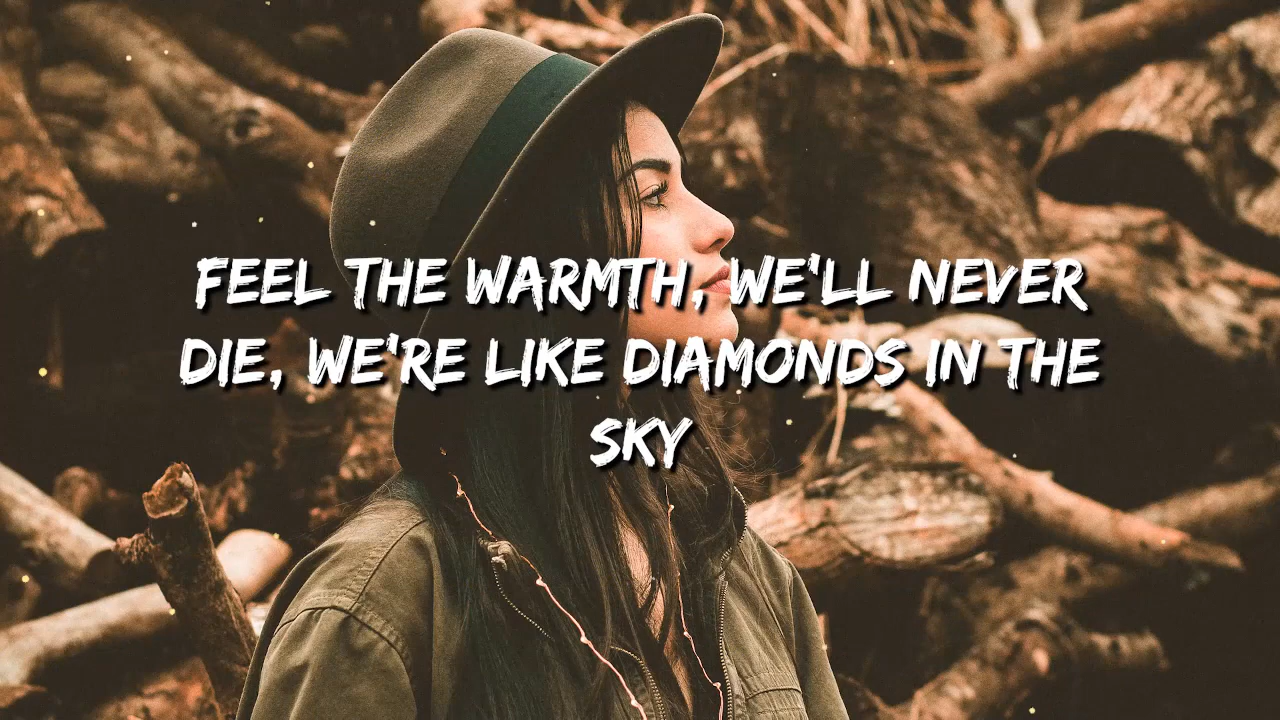 FEEL THE WARMTH, WE'LL NEVER
DIE, WE'RE LIKE DIAMONDS IN THE
SKY